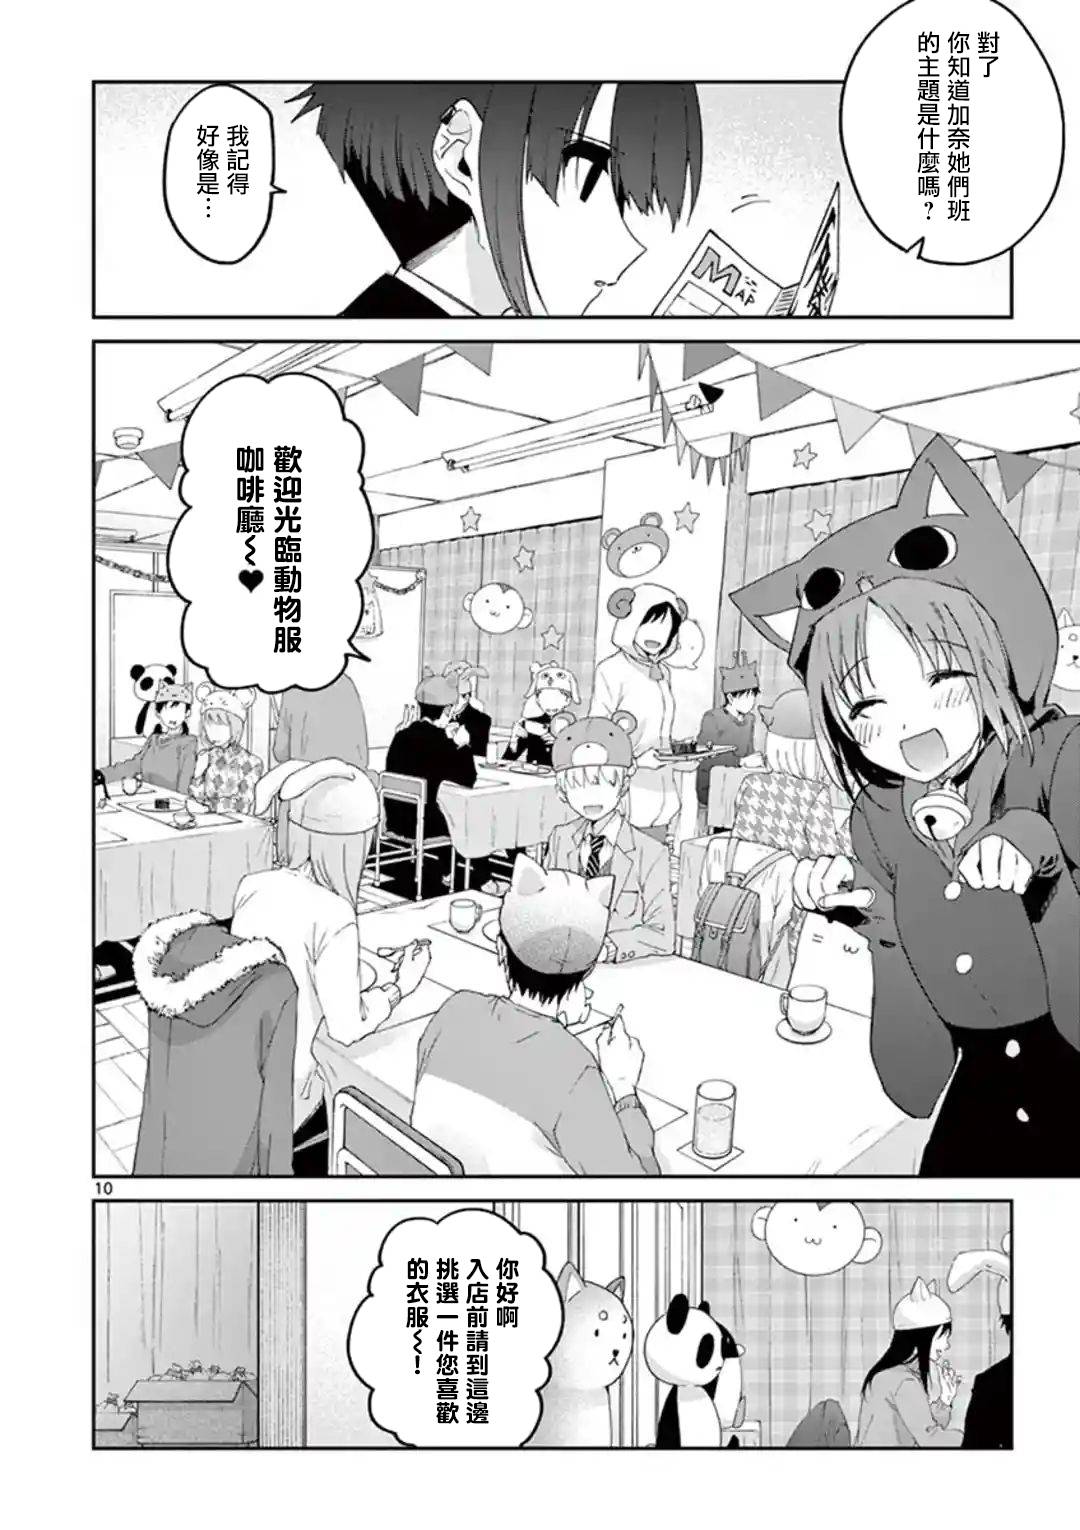 對了
你知道加奈她們班
的主題是什麼嗎？
我記得
好像是…
MAP
歡迎光臨動物服
咖啡廳～♥
10
你好啊
入店前請到這邊
挑選一件您喜歡
的衣服～！